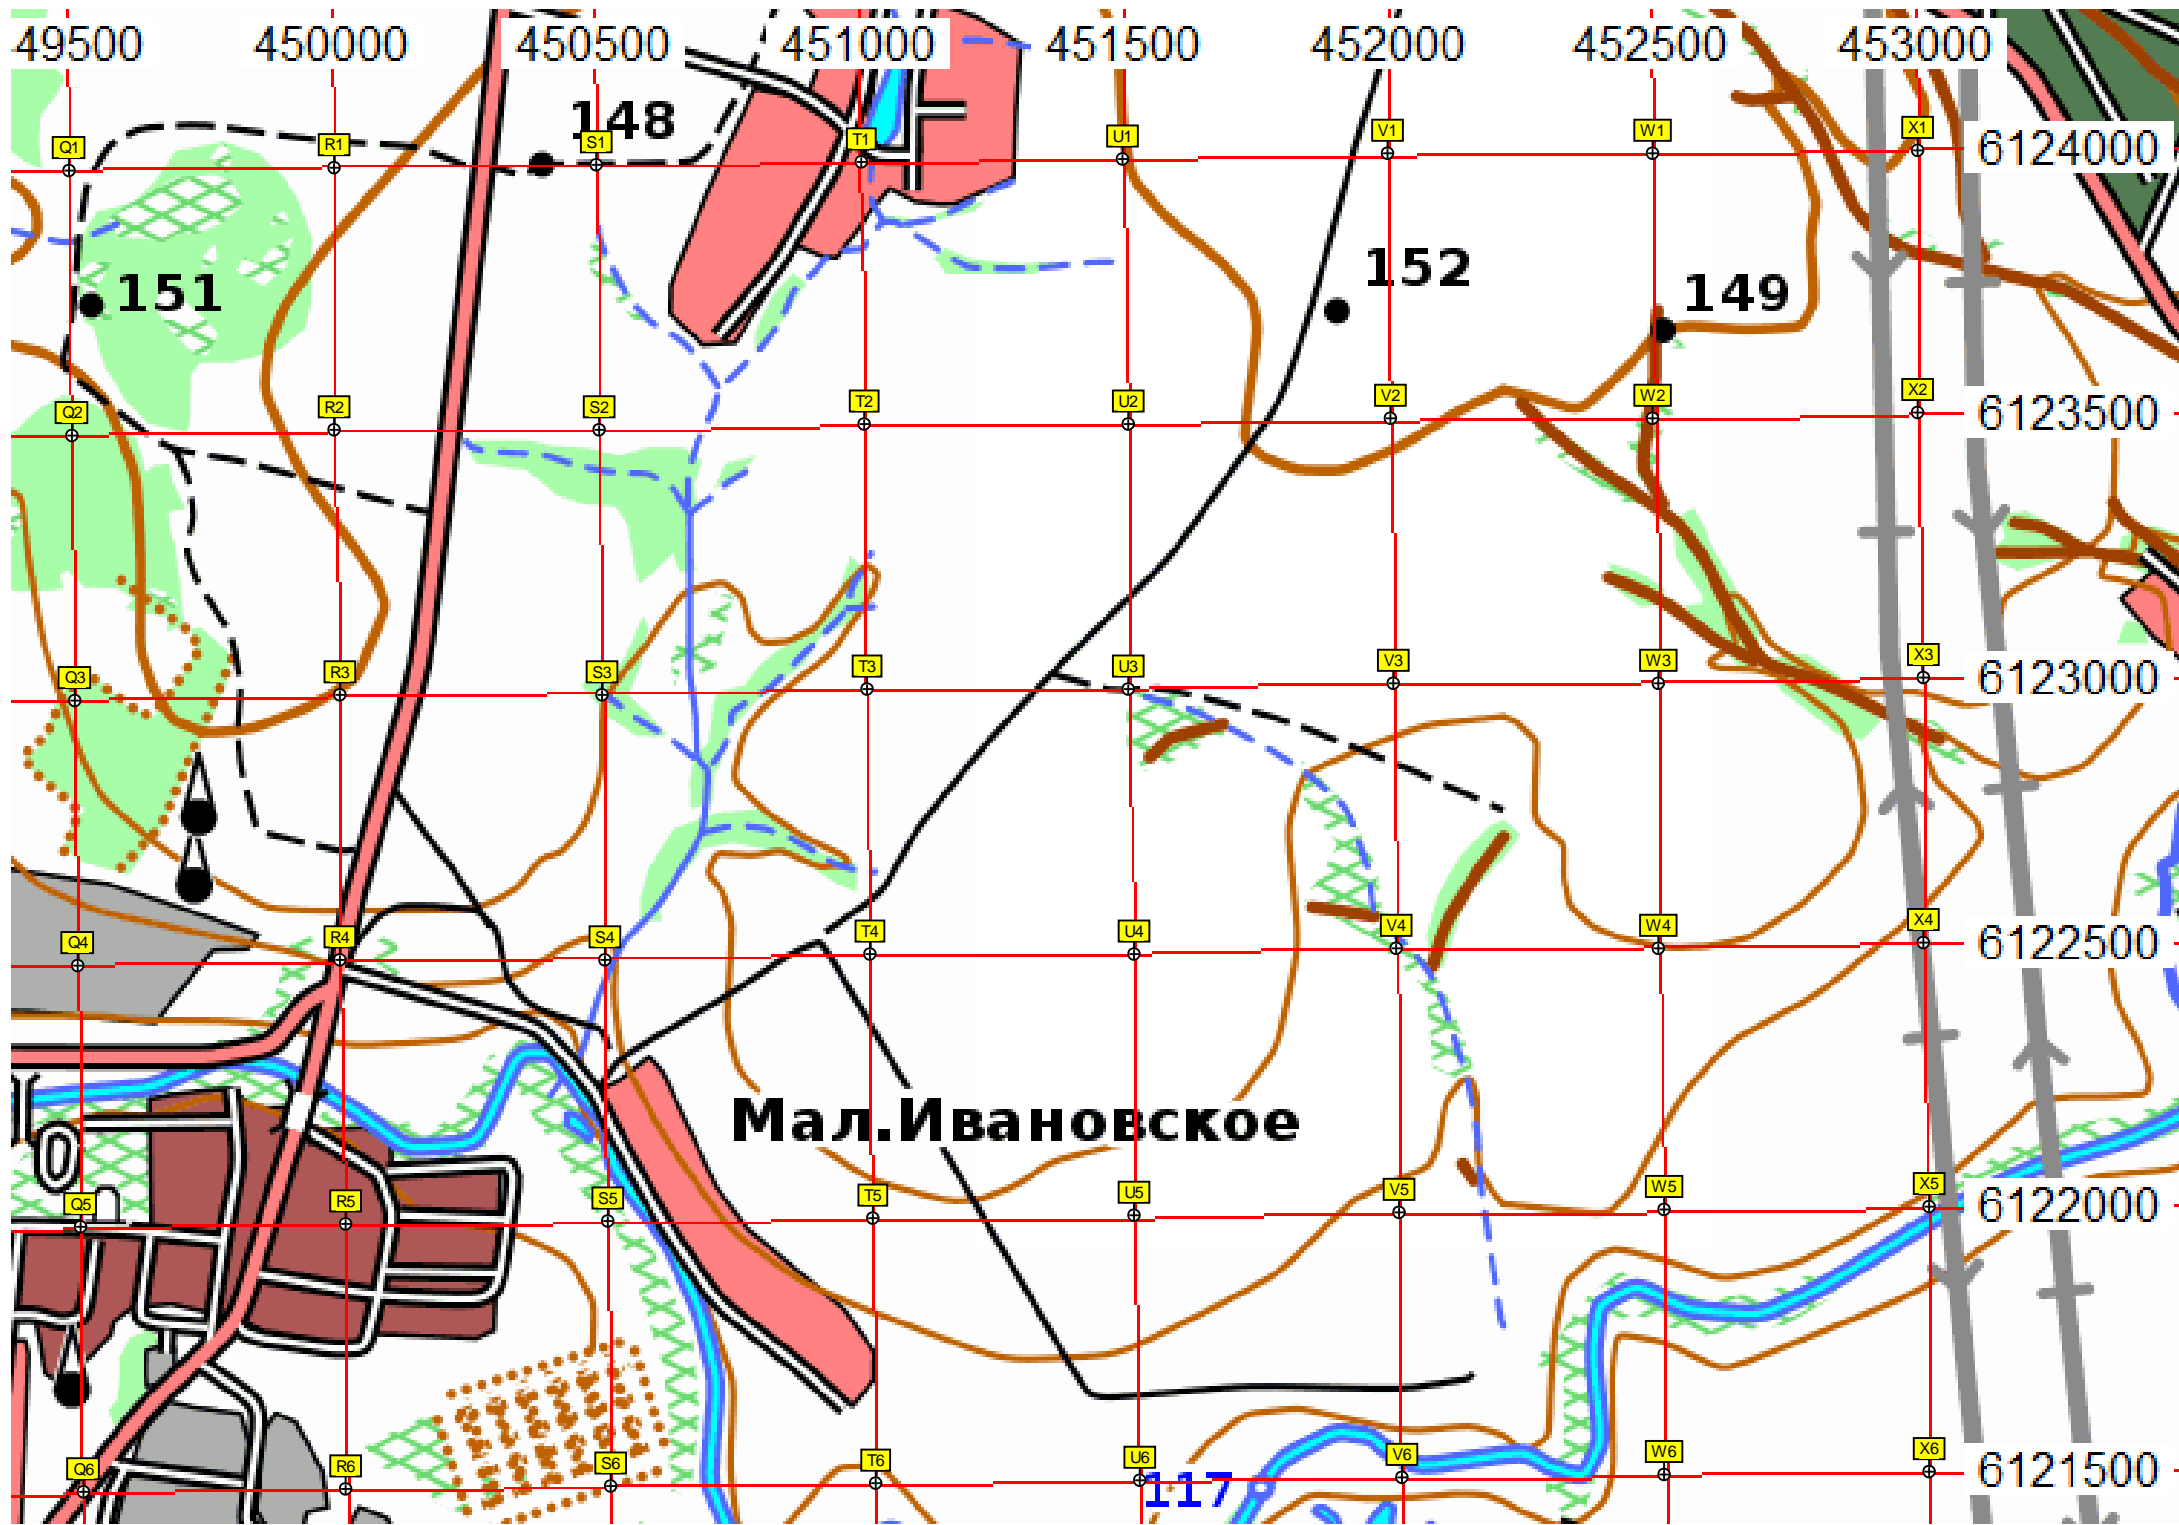 49500 450000 450500 451000 451500 452000 452500 453000
148
Q1 R1 S1 T1 U1 V1 W1 X1 6124000
151 152 149
Q2 R2 S2 T2 U2 V2 W2 X2 6123500
Q3 R3 S3 T3 U3 V3 W3 X3 6123000
Q4 R4 S4 T4 U4 V4 W4 X4 6122500
Мал.Ивановское
Q5 R5 S5 T5 U5 V5 W5 X5 6122000
Q6 R6 S6 T6 U6 V6 W6 X6 6121500
117